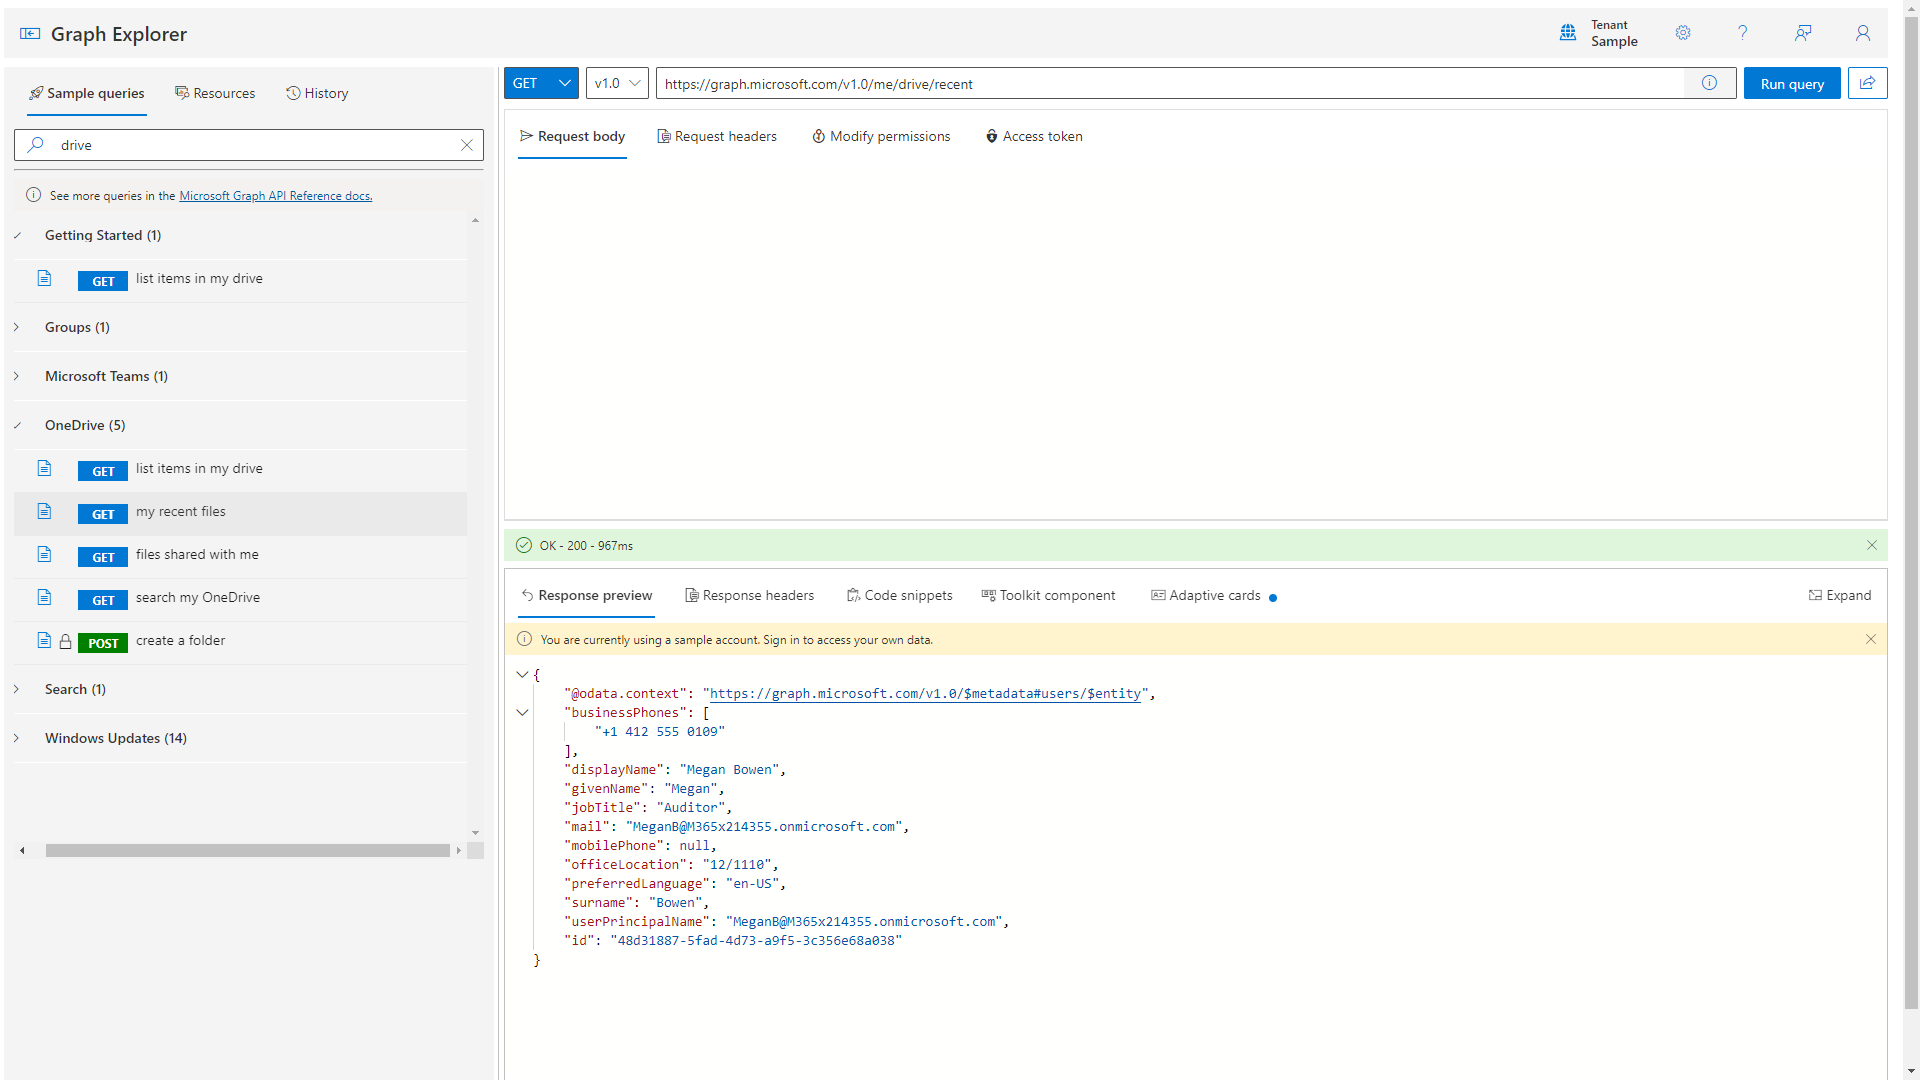 Graph Explorer
Tenant
Sample
Sample queries
Resources
History
drive
See more queries in the Microsoft Graph API Reference docs.
Getting Started (1)
GET list items in my drive
Groups (1)
Microsoft Teams (1)
OneDrive (5)
GET list items in my drive
GET my recent files
GET files shared with me
GET search my OneDrive
POST create a folder
Search (1)
Windows Updates (14)
GET
v1.0
https://graph.microsoft.com/v1.0/me/drive/recent
Run query
Request body
Request headers
Modify permissions
Access token
OK - 200 - 967ms
Response preview
Response headers
Code snippets
Toolkit component
Adaptive cards
Expand
You are currently using a sample account. Sign in to access your own data.
{
"@odata.context": "https://graph.microsoft.com/v1.0/$metadata#users/$entity",
"businessPhones": [
"+1 412 555 0109"
],
"displayName": "Megan Bowen",
"givenName": "Megan",
"jobTitle": "Auditor",
"mail": "MeganB@M365x214355.onmicrosoft.com",
"mobilePhone": null,
"officeLocation": "12/1110",
"preferredLanguage": "en-US",
"surname": "Bowen",
"userPrincipalName": "MeganB@M365x214355.onmicrosoft.com",
"id": "48d31887-5fad-4d73-a9f5-3c356e68a038"
}